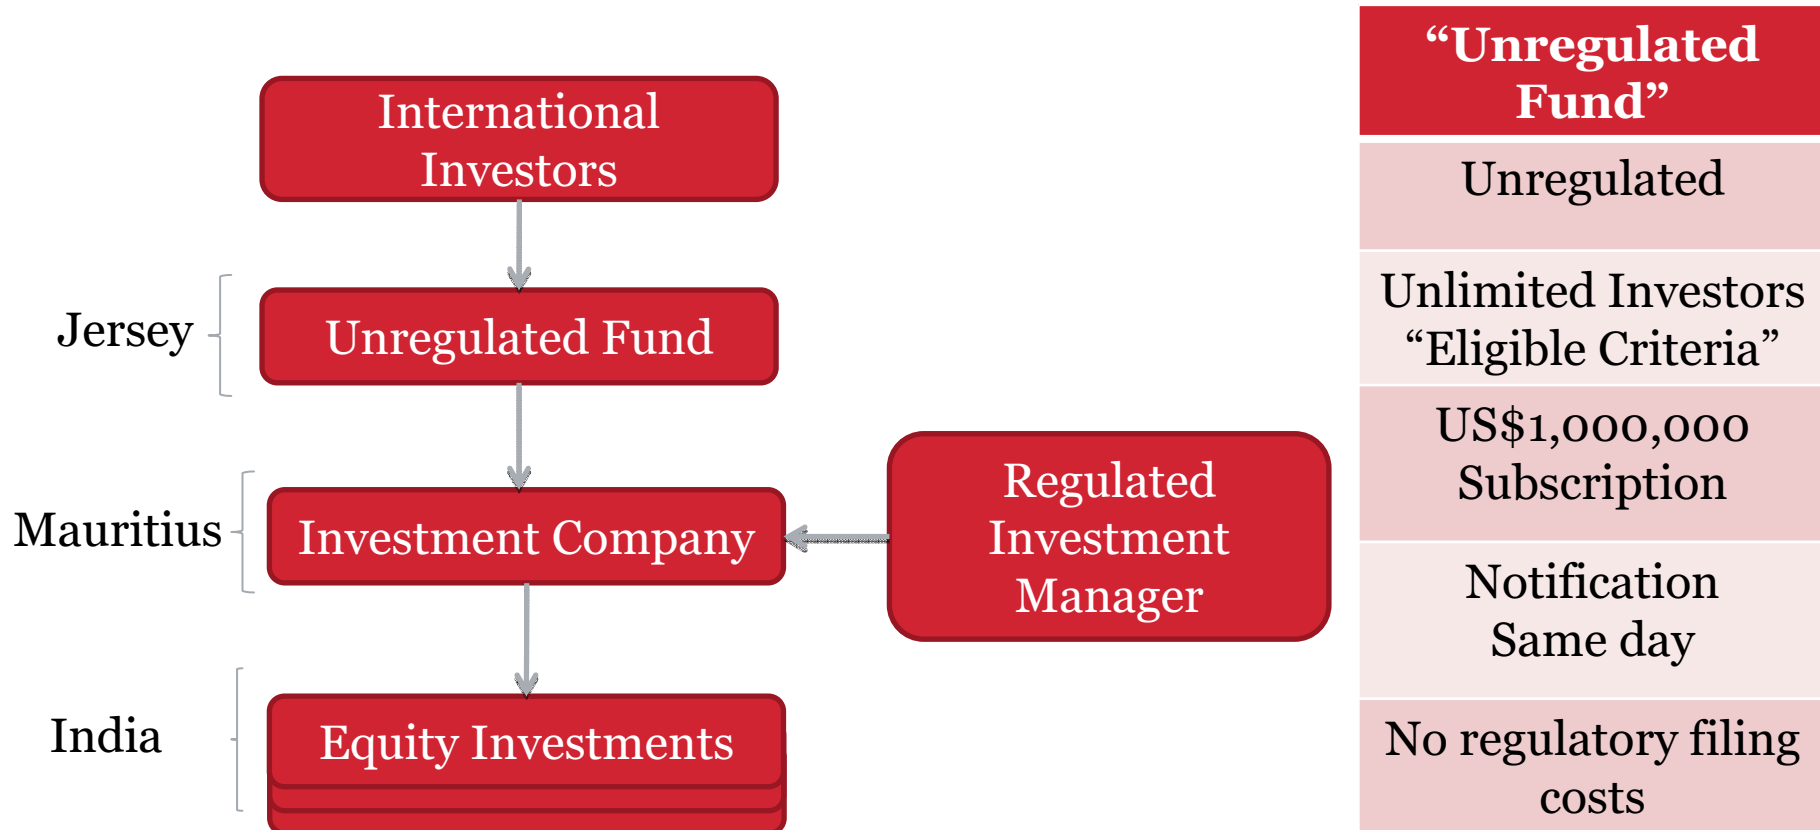 International
Investors
Jersey
Unregulated Fund
Mauritius
Investment Company
Regulated
Investment
Manager
India
Equity Investments
“Unregulated
Fund”
Unregulated
Unlimited Investors
“Eligible Criteria”
US$1,000,000
Subscription
Notification
Same day
No regulatory filing
costs